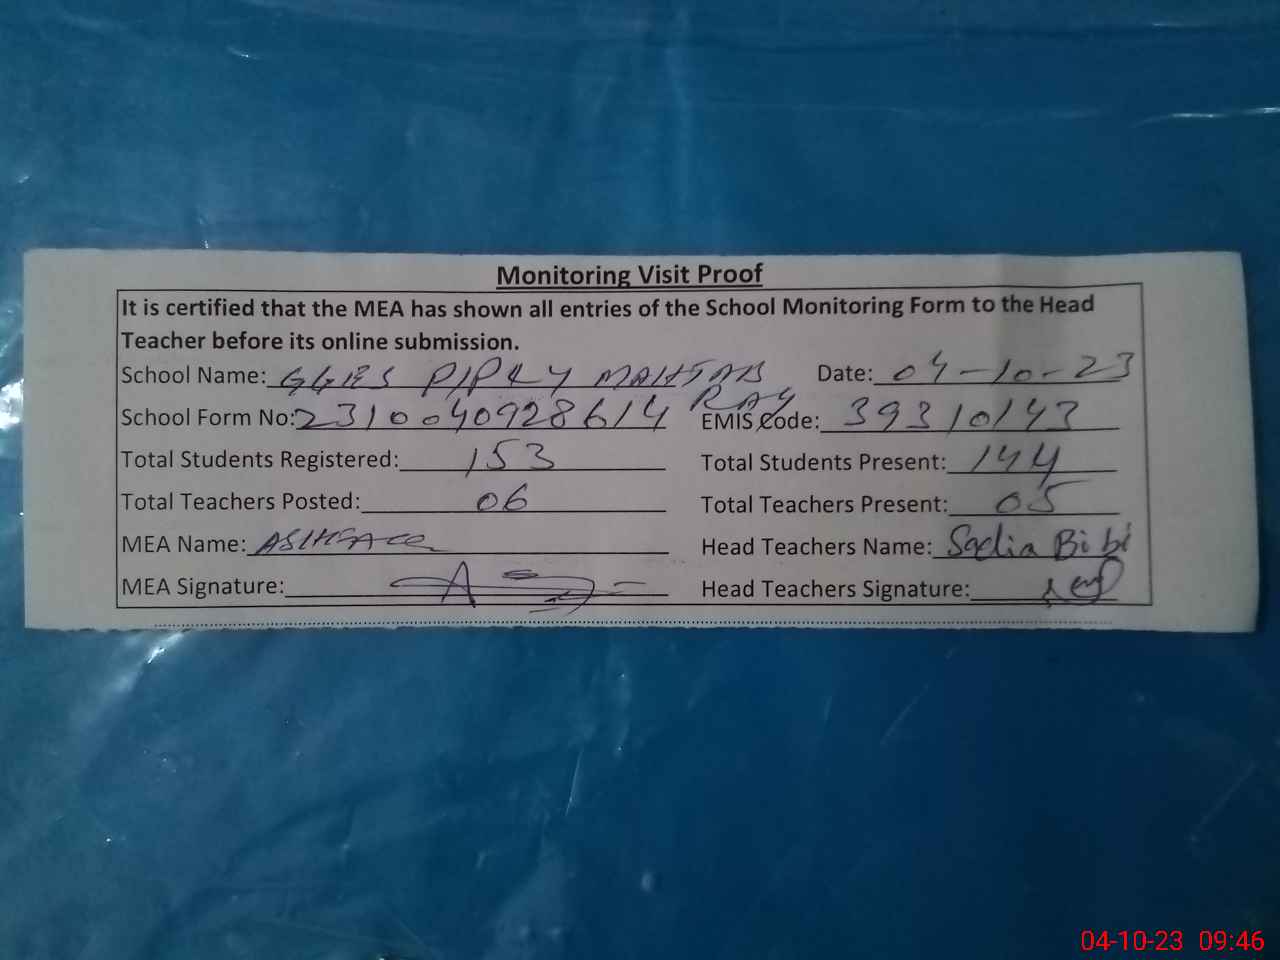 Monitoring Visit Proof
It is certified that the MEA has shown all entries of the School Monitoring Form to the Head
Teacher before its online submission.
School Name: GGES PIPLY MAHTAB RAY Date: 04-10-23
School Form No: 2310040928614 EMIS Code: 39310143
Total Students Registered: 153 Total Students Present: 144
Total Teachers Posted: 06 Total Teachers Present: 05
MEA Name: ASHFAQ Head Teachers Name: Sadia Bibi
MEA Signature: Head Teachers Signature:
04-10-23 09:46